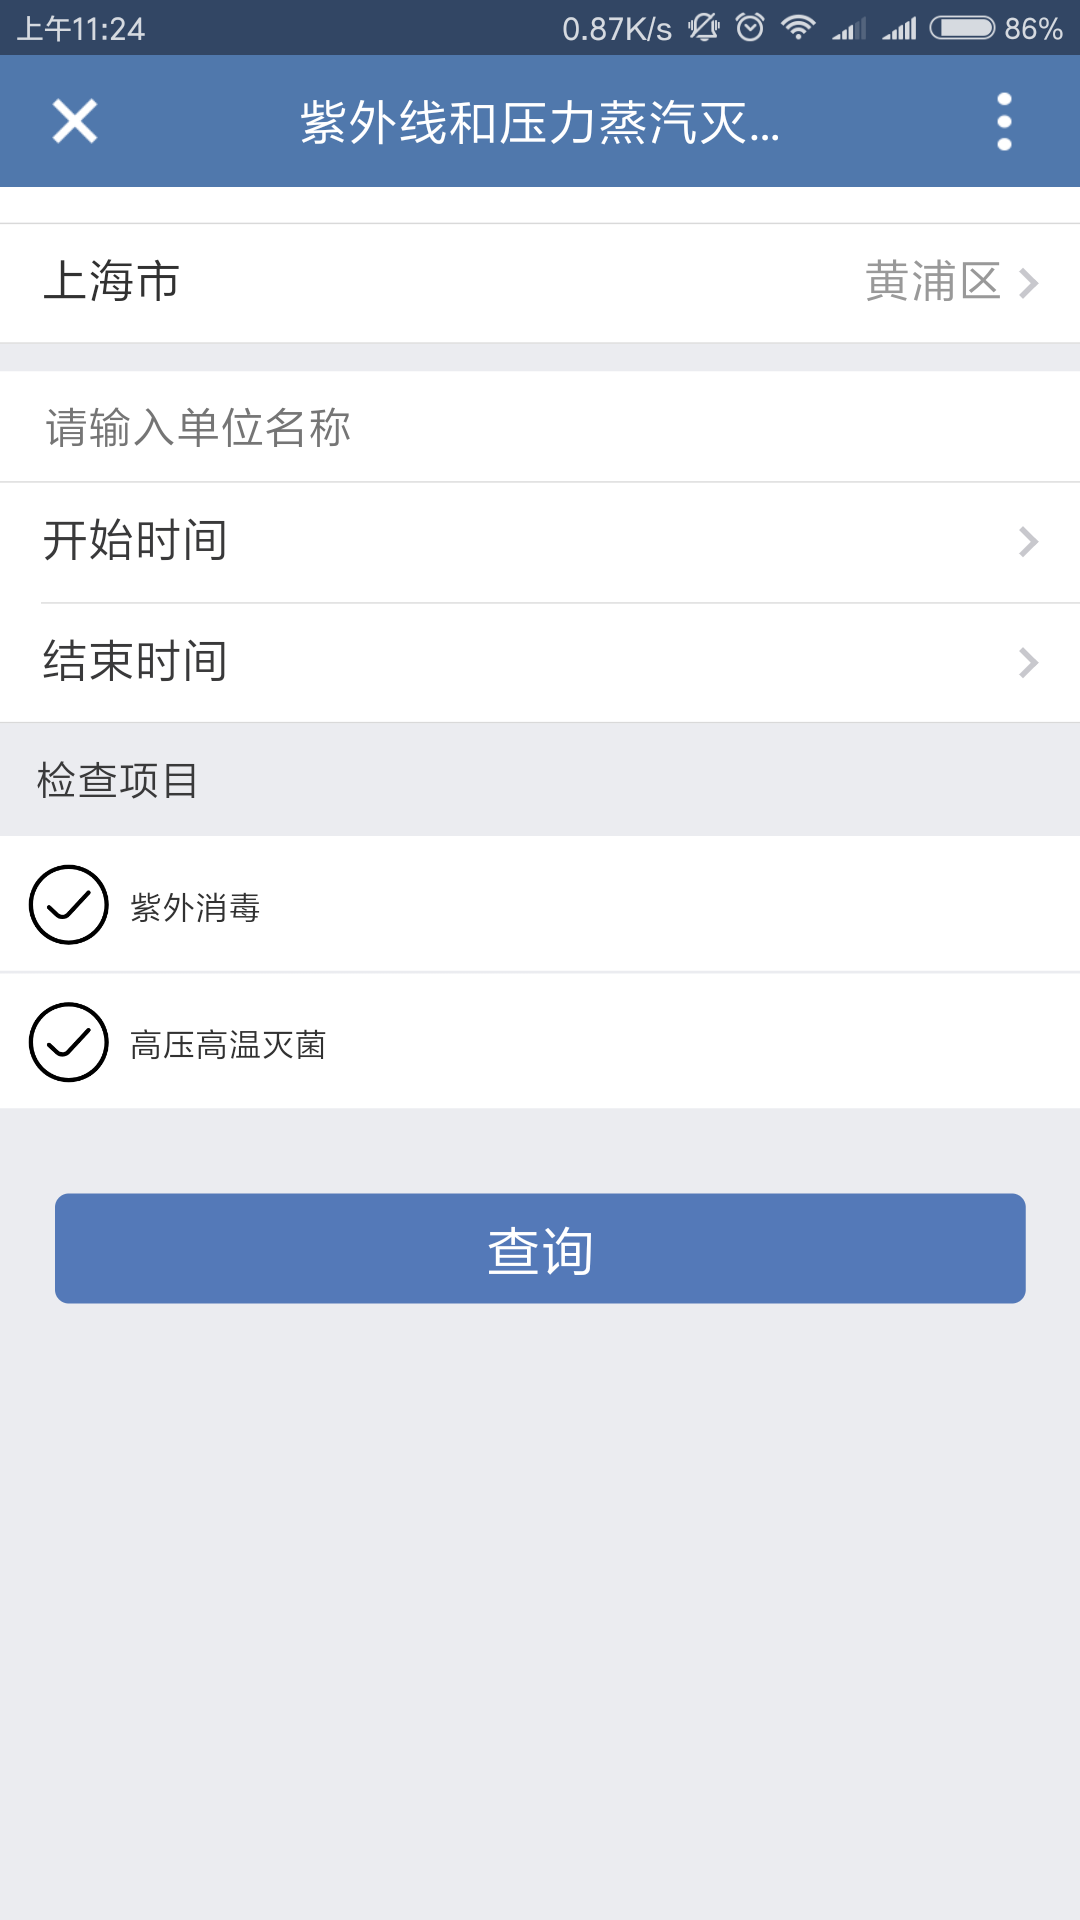 上午11:24 0.87K/s 86%
紫外线和压力蒸汽灭...
上海市 黄浦区
请输入单位名称
开始时间
结束时间
检查项目
紫外消毒
高压高温灭菌
查询